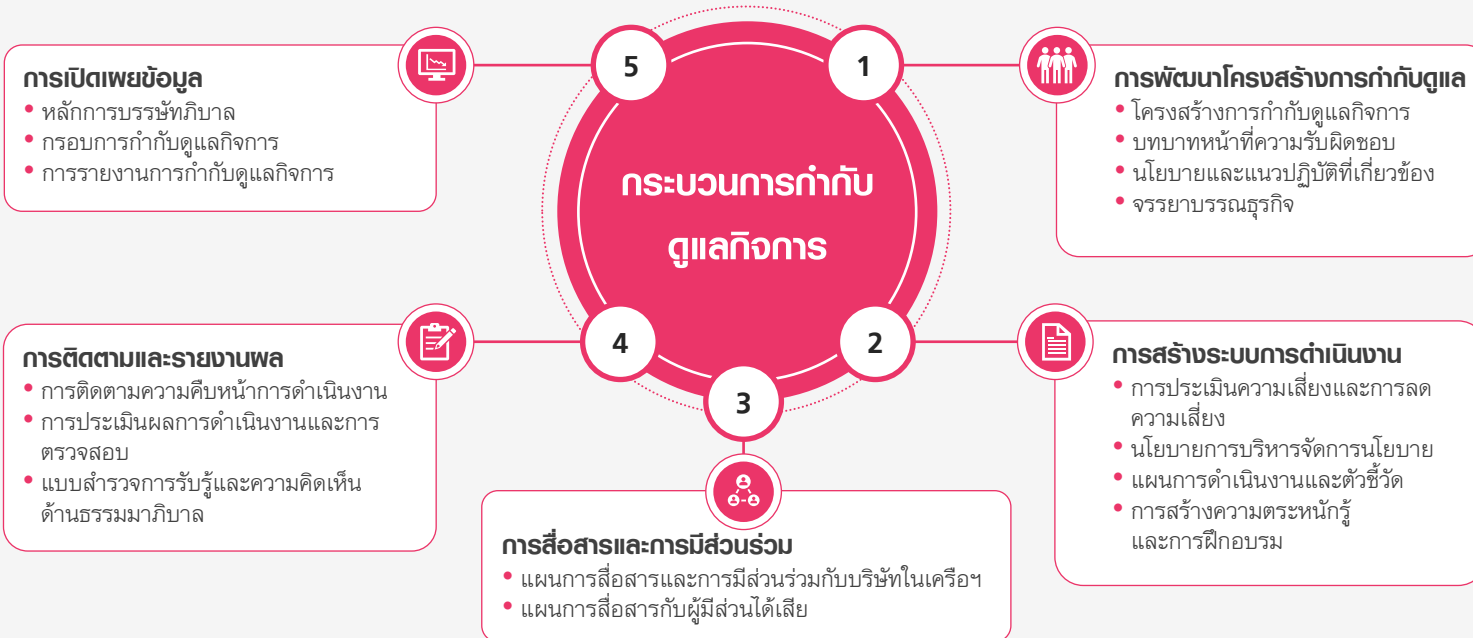 กระบวนการกำกับ
ดูแลกิจการ
1
การพัฒนาโครงสร้างการกำกับดูแล
• โครงสร้างการกำกับดูแลกิจการ
• บทบาทหน้าที่ความรับผิดชอบ
• นโยบายและแนวปฏิบัติที่เกี่ยวข้อง
• จรรยาบรรณธุรกิจ
2
การสร้างระบบการดำเนินงาน
• การประเมินความเสี่ยงและการลด
ความเสี่ยง
• นโยบายการบริหารจัดการนโยบาย
• แผนการดำเนินงานและตัวชี้วัด
• การสร้างความตระหนักรู้
และการฝึกอบรม
3
การสื่อสารและการมีส่วนร่วม
• แผนการสื่อสารและการมีส่วนร่วมกับบริษัทในเครือฯ
• แผนการสื่อสารกับผู้มีส่วนได้เสีย
4
การติดตามและรายงานผล
• การติดตามความคืบหน้าการดำเนินงาน
• การประเมินผลการดำเนินงานและการ
ตรวจสอบ
• แบบสำรวจการรับรู้และความคิดเห็น
ด้านธรรมมาภิบาล
5
การเปิดเผยข้อมูล
• หลักการบรรษัทภิบาล
• กรอบการกำกับดูแลกิจการ
• การรายงานการกำกับดูแลกิจการ